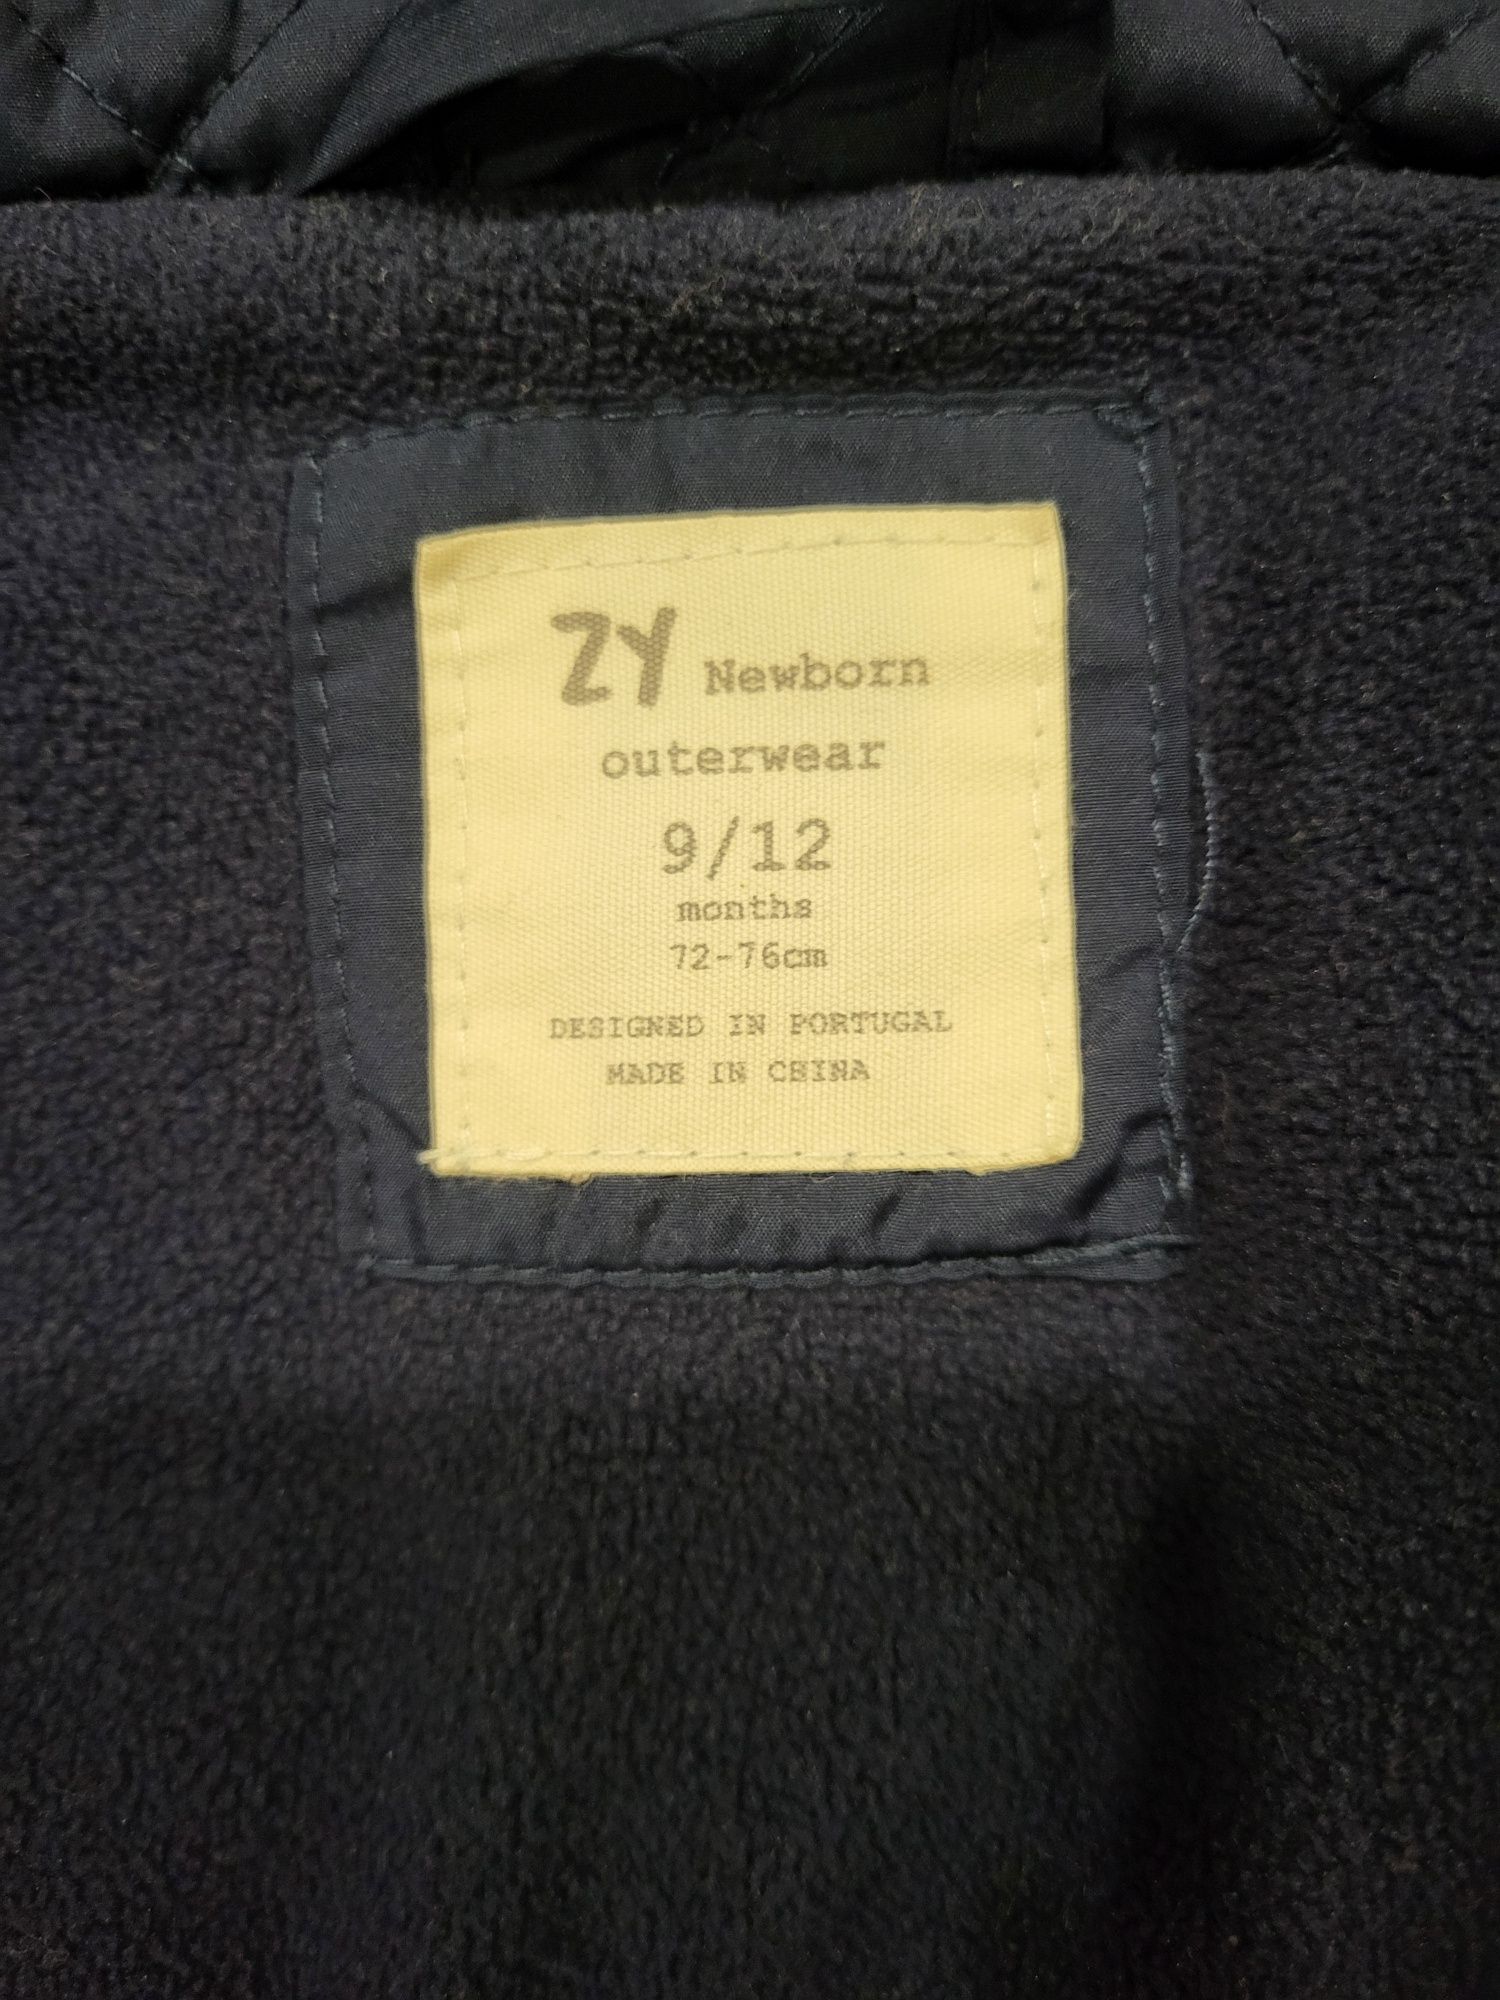 ZY Newborn
outerwear
9/12
months
72-76cm
DESIGNED IN PORTUGAL
MADE IN CHINA